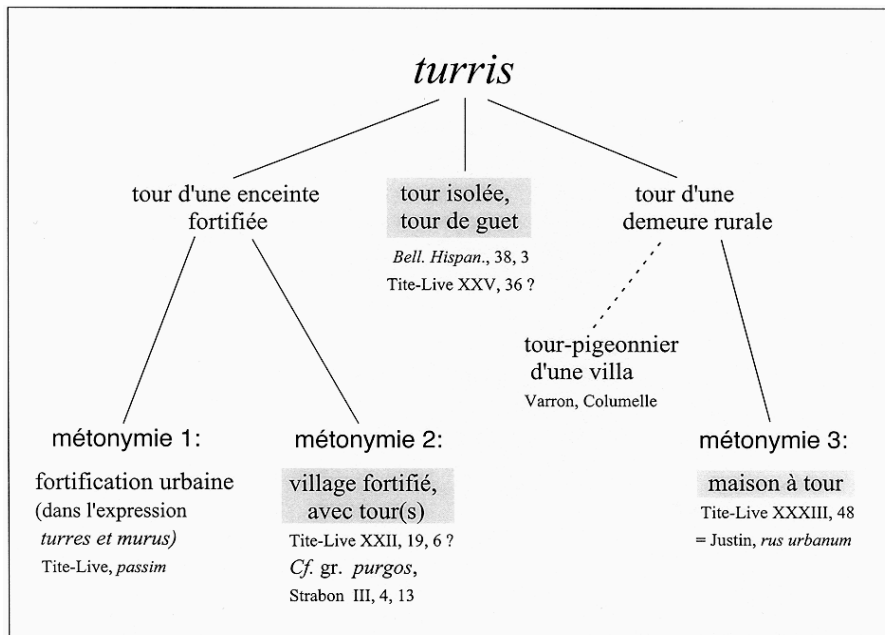 turris
tour d'une enceinte
fortifiée
tour isolée,
tour de guet
Bell. Hispan., 38, 3
Tite-Live XXV, 36 ?
tour d'une
demeure rurale
tour-pigeonnier
d'une villa
Varron, Columelle
métonymie 1:
fortification urbaine
(dans l'expression
turres et murus)
Tite-Live, passim
métonymie 2:
village fortifié,
avec tour(s)
Tite-Live XXII, 19, 6 ?
Cf. gr. purgos,
Strabon III, 4, 13
métonymie 3:
maison à tour
Tite-Live XXXIII, 48
= Justin, rus urbanum